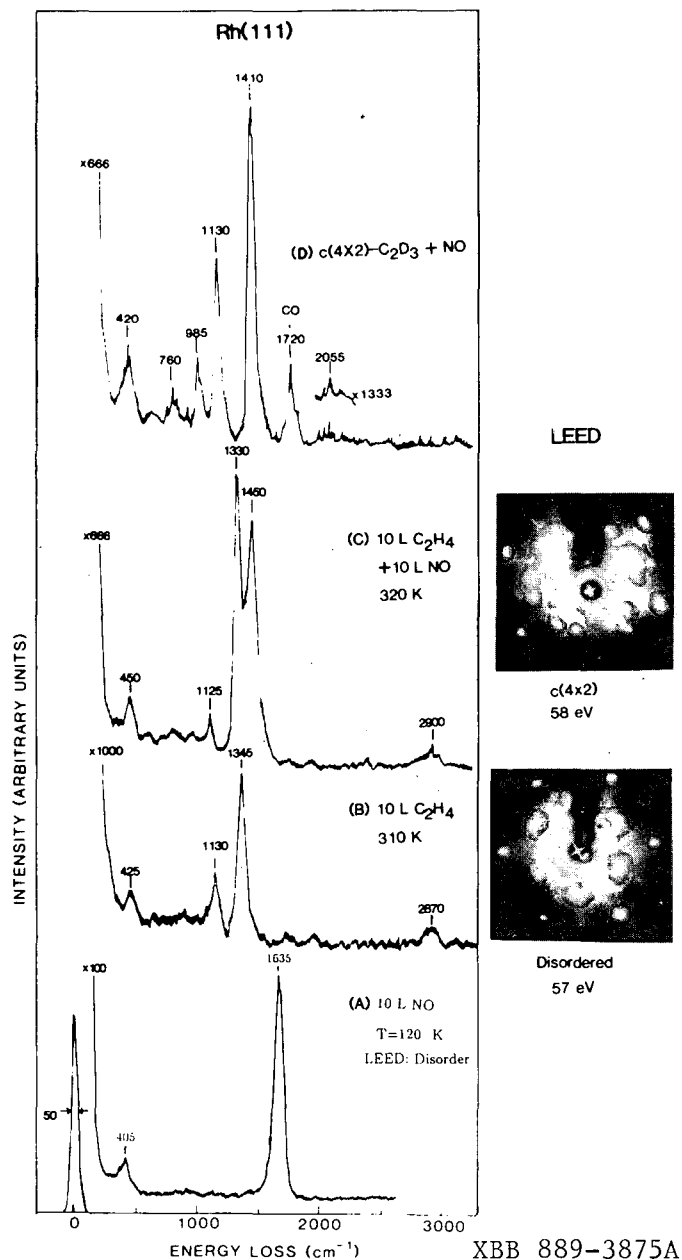 Rh(111)
1410
x666
1130
(D) c(4X2)-C₂D₃ + NO
CO
420
985
1720
2055
760
x1333
LEED
1330
1450
x666
(C) 10 L C₂H₄
+10 L NO
320 K
450
1125
2900
c(4x2)
58 eV
x1000
1345
(B) 10 L C₂H₄
310 K
1130
425
2870
Disordered
57 eV
x100
1635
(A) 10 L NO
T=120 K
LEED: Disorder
50
405
0
1000
2000
3000
INTENSITY (ARBITRARY UNITS)
ENERGY LOSS (cm⁻¹)
XBB 889-3875A